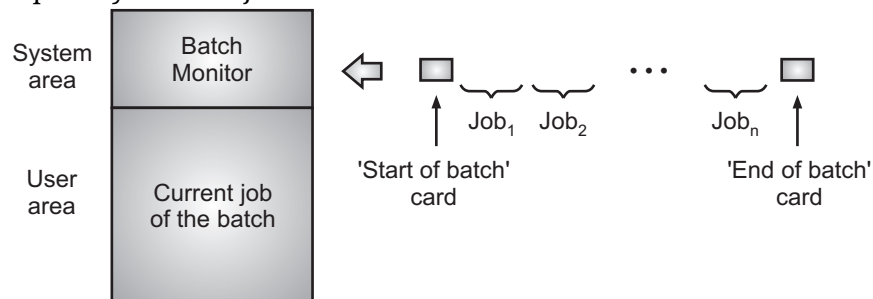 System
area
Batch
Monitor
Job₁ Job₂ ... Jobₙ
'Start of batch'
card
'End of batch'
card
User
area
Current job
of the batch